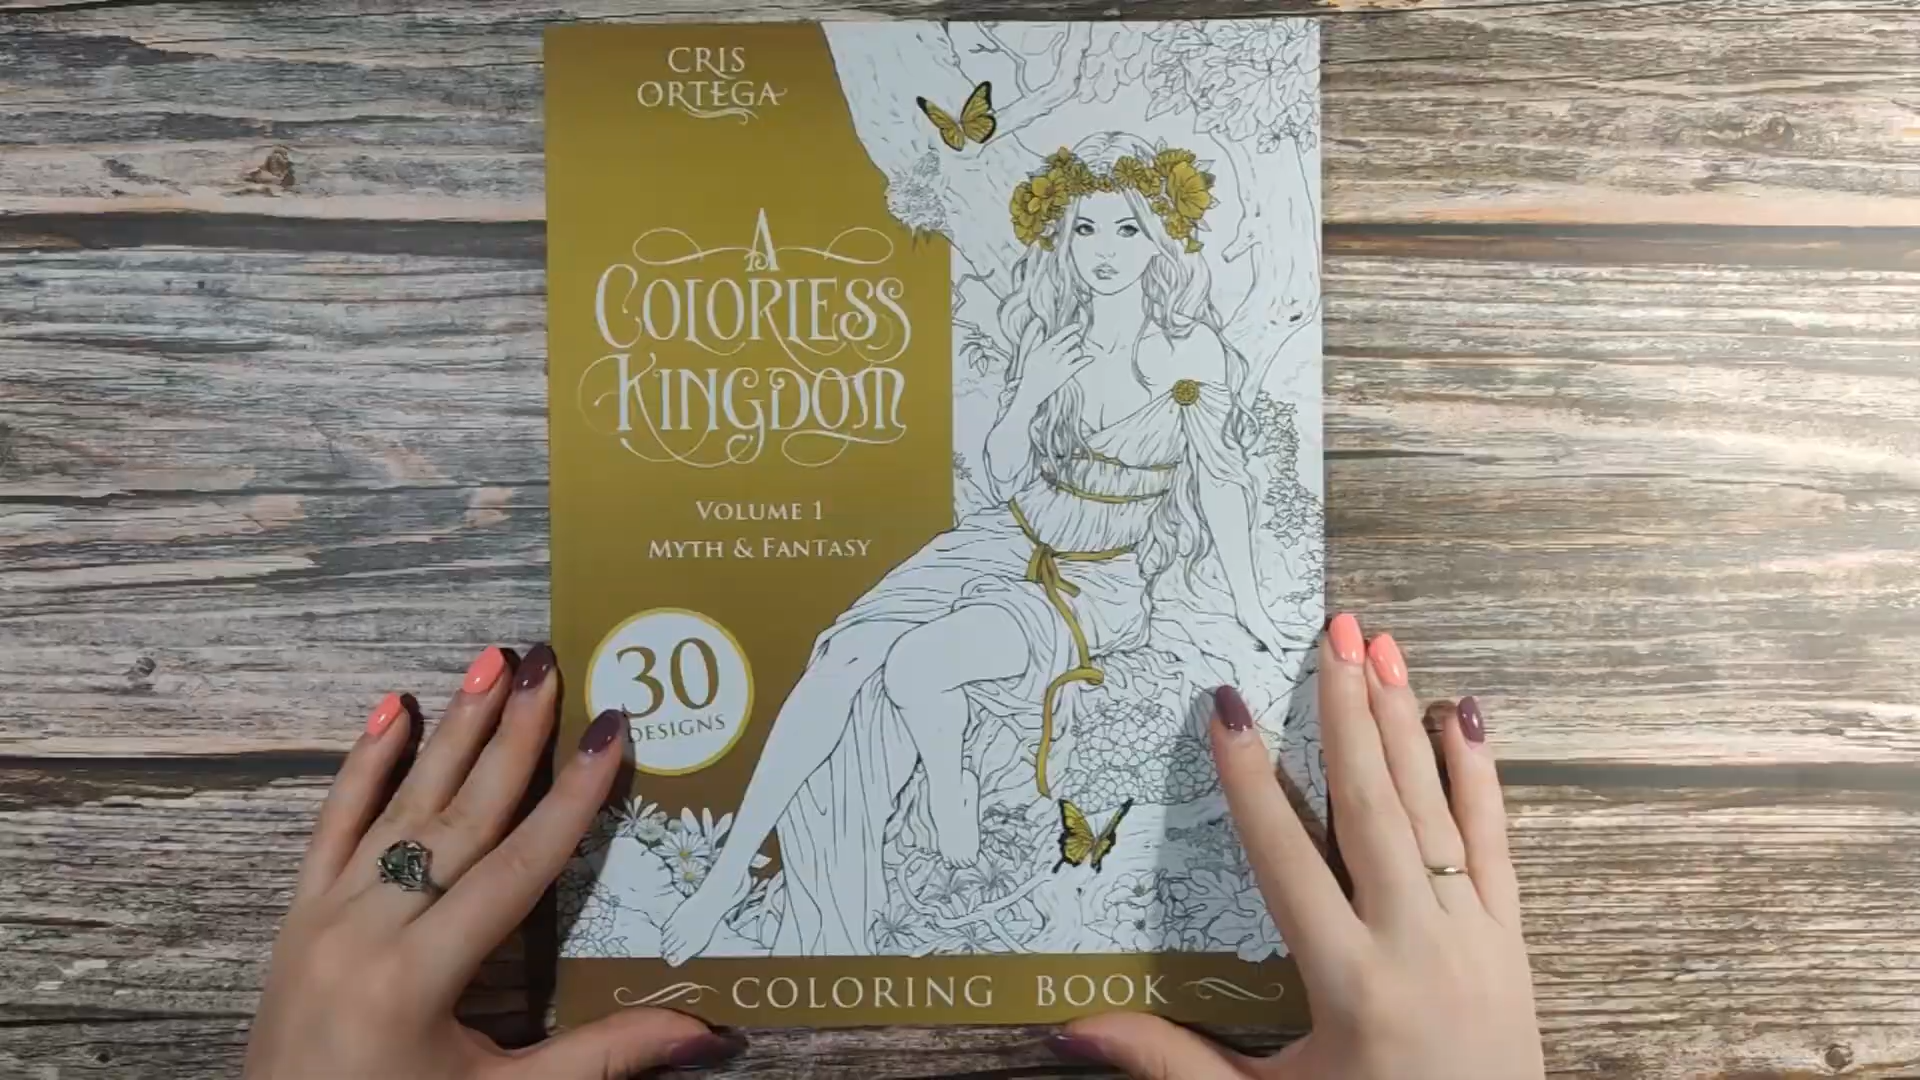 CRIS
ORTEGA
A
COLORLESS
KINGDOM
VOLUME 1
MYTH & FANTASY
30
DESIGNS
COLORING BOOK